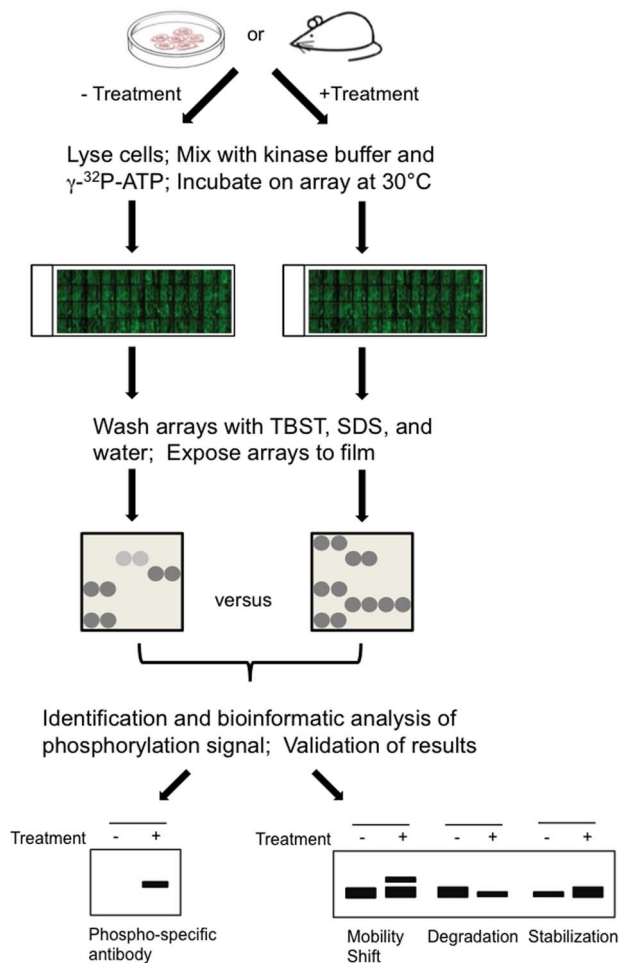 or
- Treatment
+Treatment
Lyse cells; Mix with kinase buffer and
γ-³²P-ATP; Incubate on array at 30°C
Wash arrays with TBST, SDS, and
water; Expose arrays to film
versus
Identification and bioinformatic analysis of
phosphorylation signal; Validation of results
Treatment - +
Treatment - + - + - +
Phospho-specific
antibody
Mobility
Shift
Degradation
Stabilization